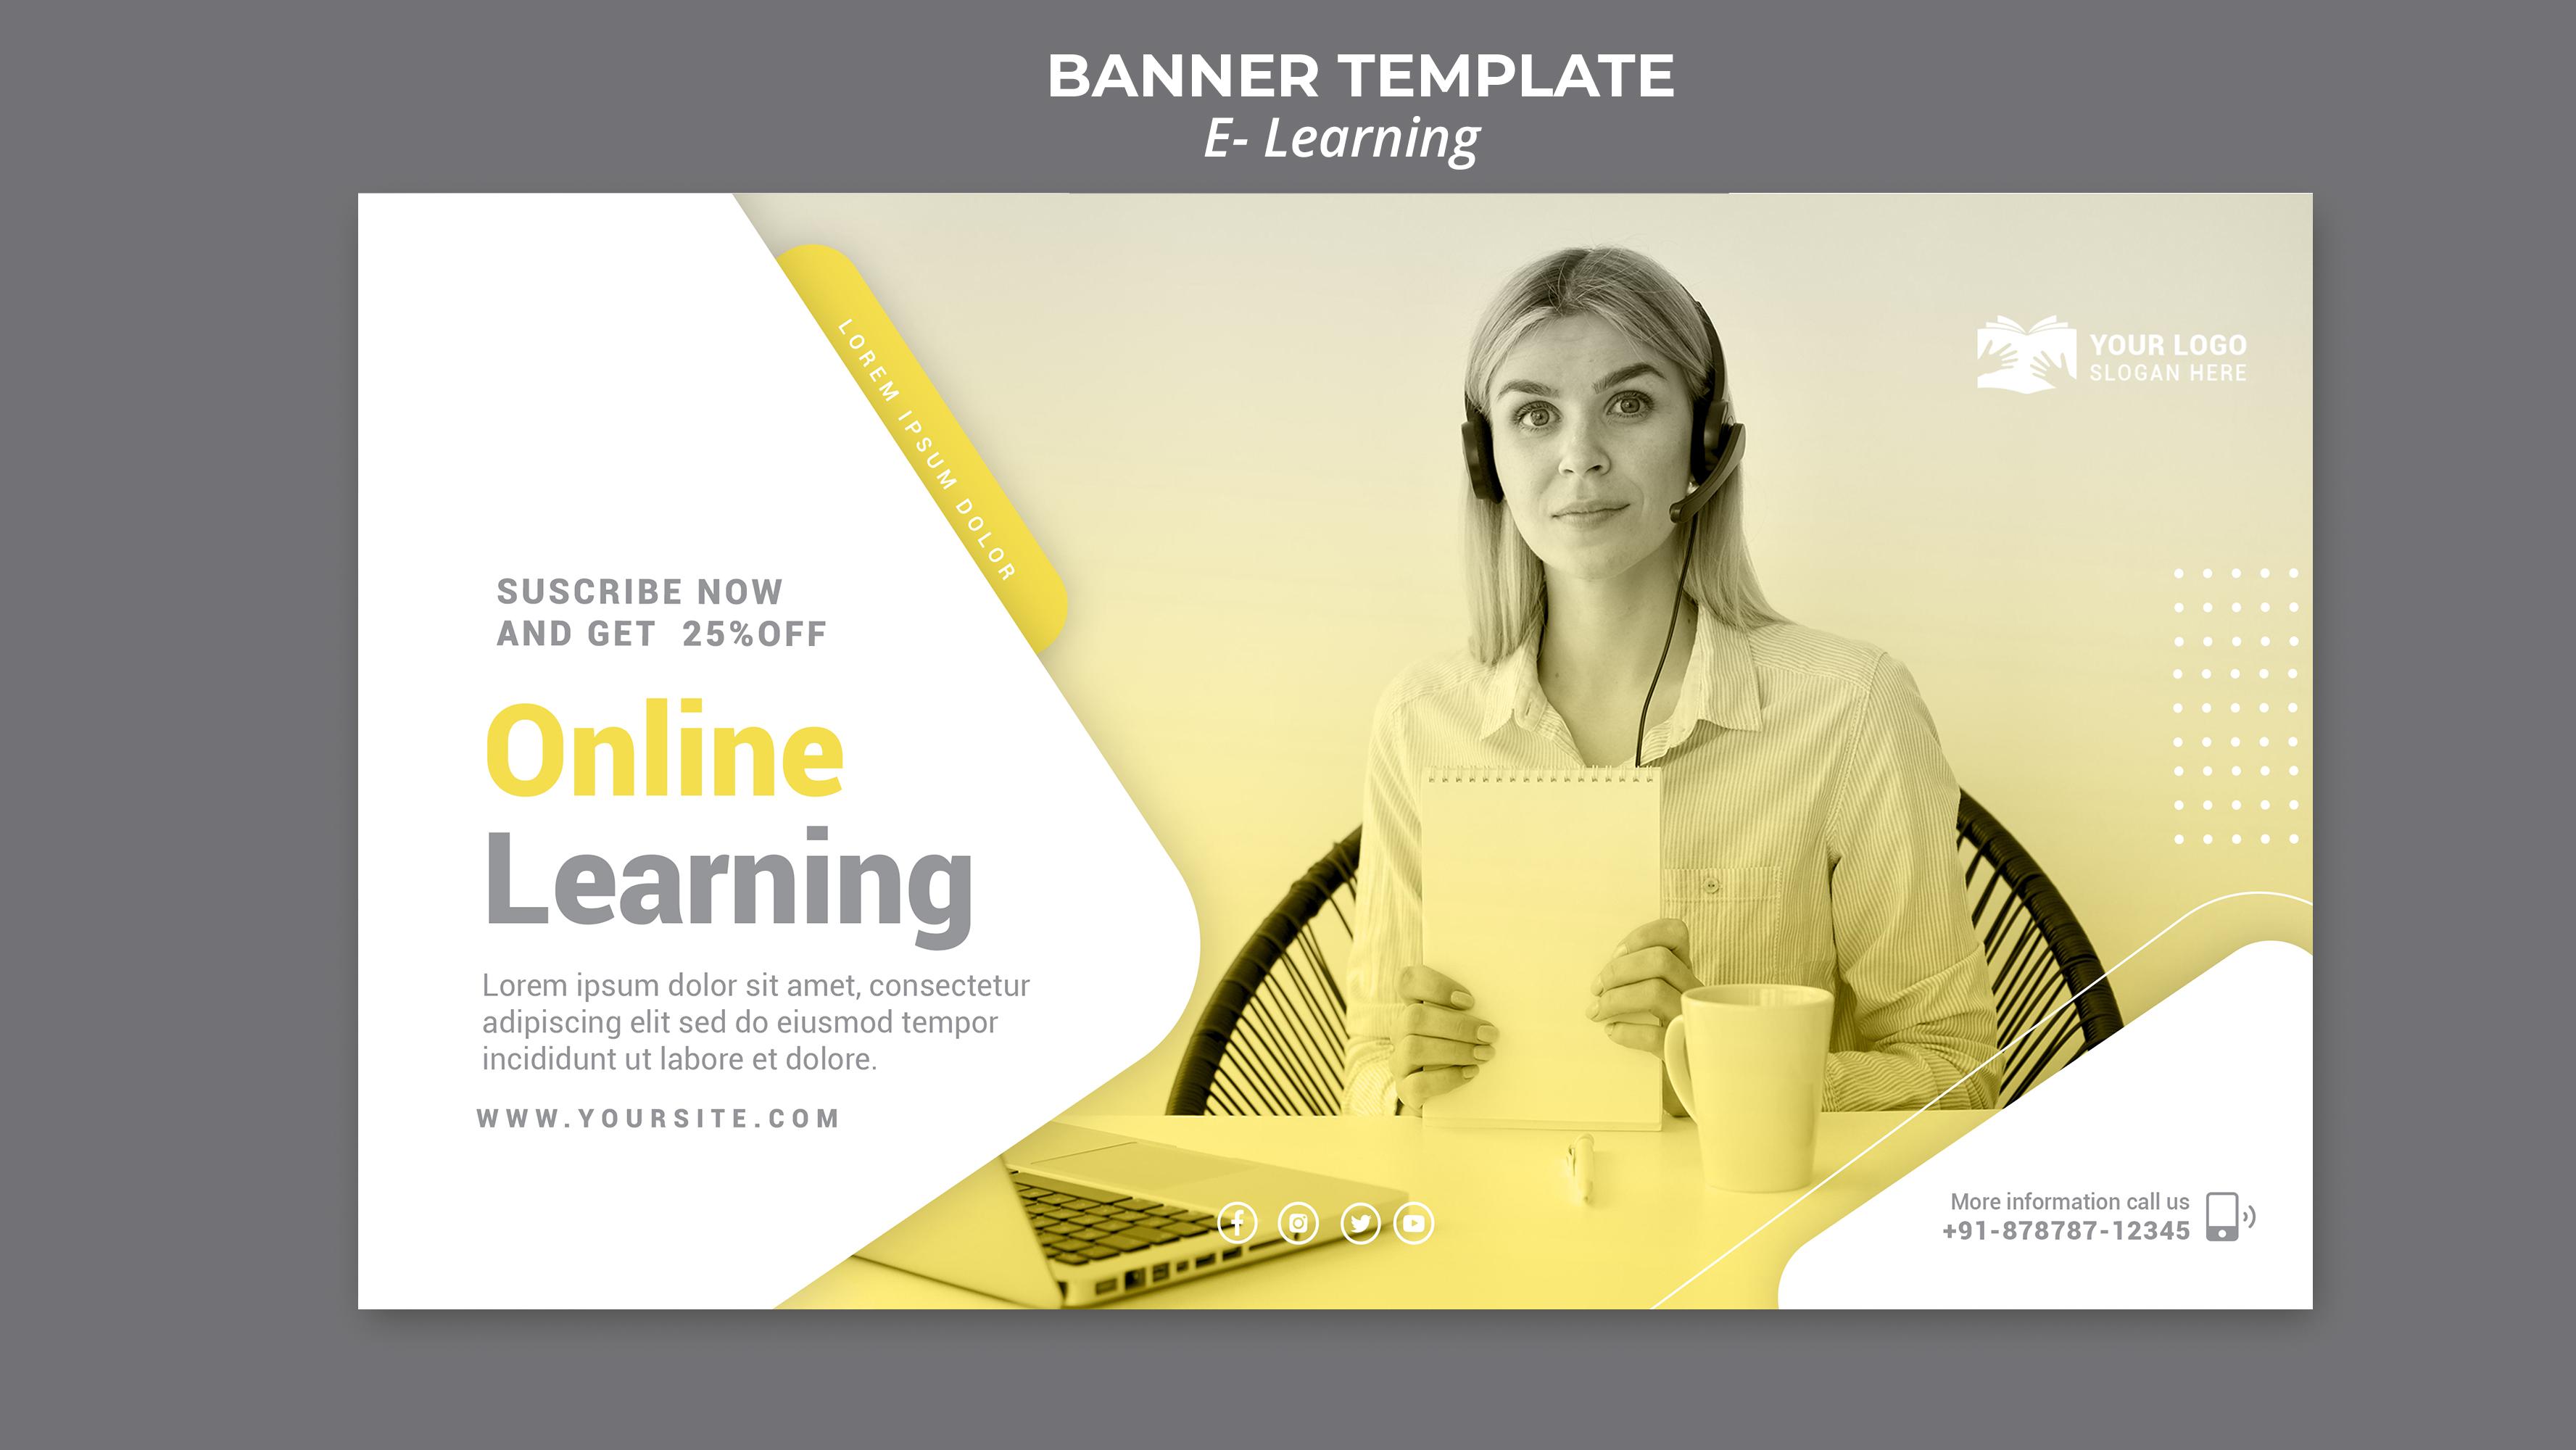 BANNER TEMPLATE
E- Learning
LOREM IPSUM DOLOR
YOUR LOGO
SLOGAN HERE
SUSCRIBE NOW
AND GET  25%OFF
Online
Learning
Lorem ipsum dolor sit amet, consectetur
adipiscing elit sed do eiusmod tempor
incididunt ut labore et dolore.
WWW.YOURSITE.COM
More information call us
+91-878787-12345